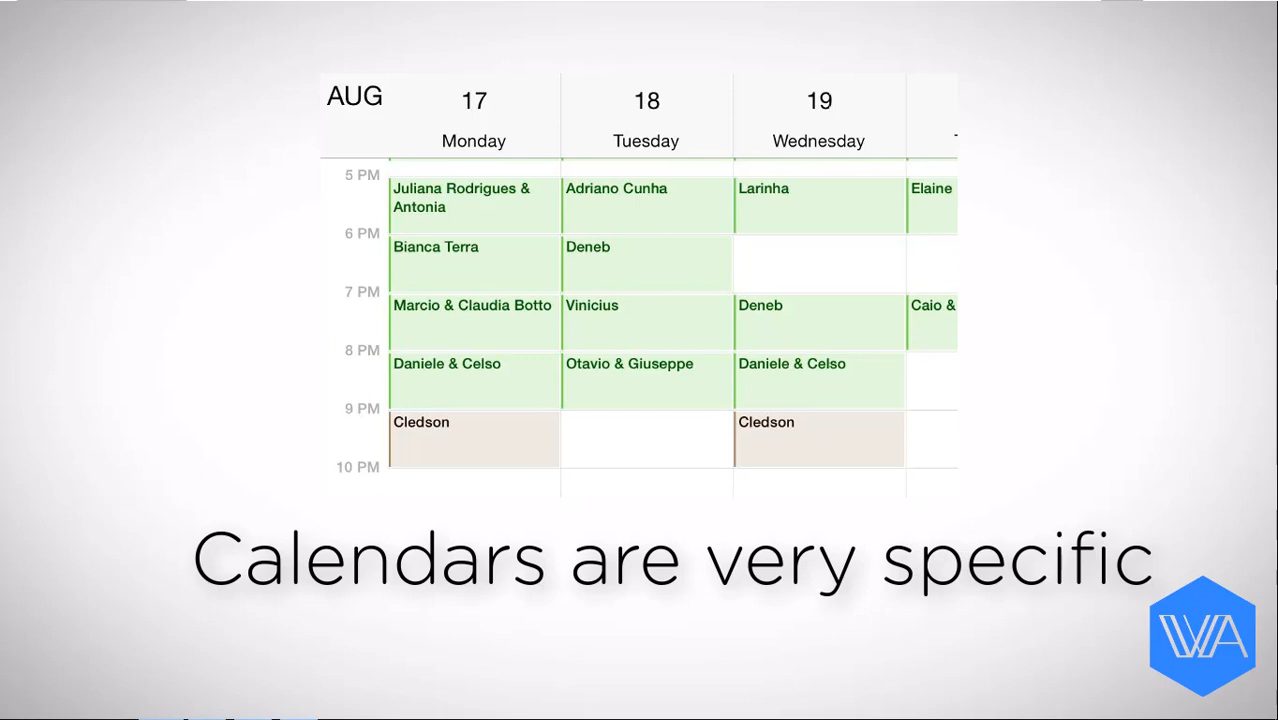 AUG 17 18 19
Monday Tuesday Wednesday
5 PM
Juliana Rodrigues & Adriano Cunha Larinha Elaine
Antonia
6 PM
Bianca Terra Deneb
7 PM
Marcio & Claudia Botto Vinicius Deneb Caio &
8 PM
Daniele & Celso Otavio & Giuseppe Daniele & Celso
9 PM
Cledson Cledson
10 PM
Calendars are very specific
WA